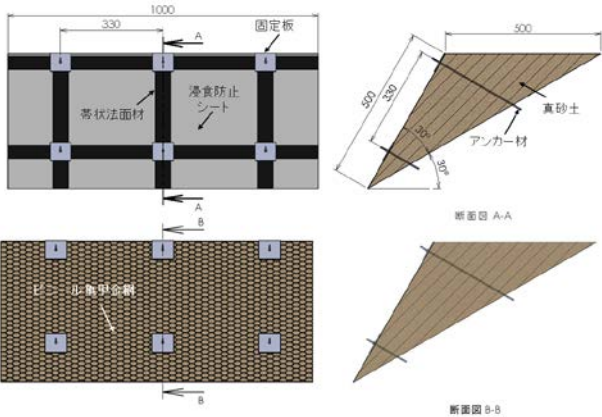 1000
330
A
固定板
帯状法面材
浸食防止
シート
A
500
500
330
30°
30°
真砂土
アンカー材
断面図 A-A
B
ビニール亀甲金網
B
断面図 B-B